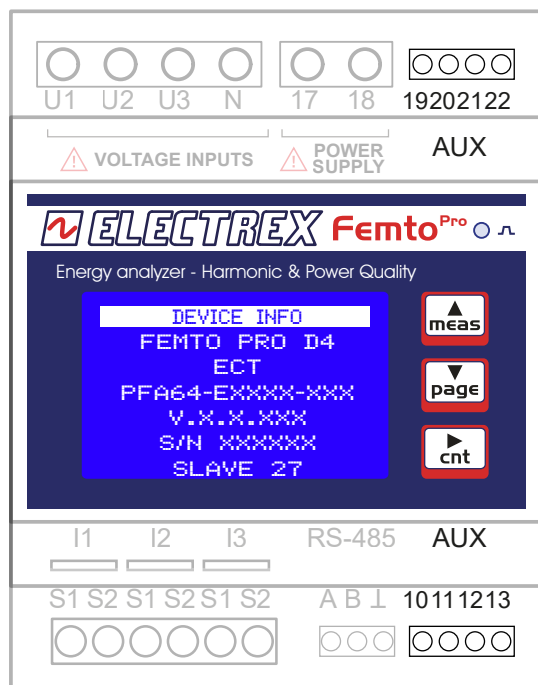 U1 U2 U3 N 17 18 19202122
VOLTAGE INPUTS POWER SUPPLY AUX
ELECTREX Femto Pro
Energy analyzer - Harmonic & Power Quality
DEVICE INFO
FEMTO PRO D4
ECT
PFA64-EXXXX-XXX
V.X.X.XXX
S/N XXXXXX
SLAVE 27
meas
page
cnt
I1 I2 I3 RS-485 AUX
S1 S2 S1 S2 S1 S2 A B ⊥ 10111213